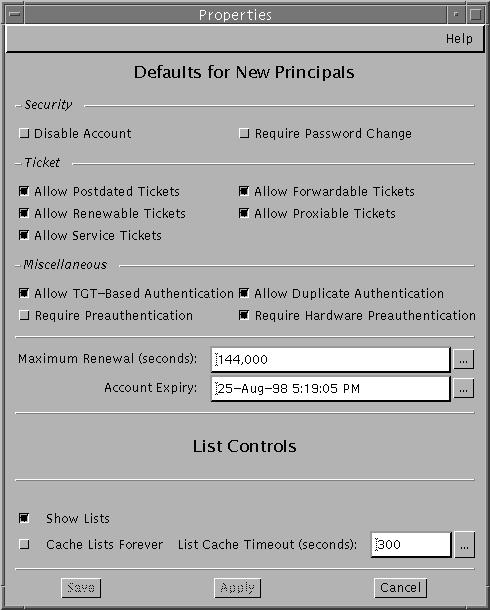 Properties
Help
Defaults for New Principals
Security
Disable Account Require Password Change
Ticket
Allow Postdated Tickets Allow Forwardable Tickets
Allow Renewable Tickets Allow Proxiable Tickets
Allow Service Tickets
Miscellaneous
Allow TGT-Based Authentication Allow Duplicate Authentication
Require Preauthentication Require Hardware Preauthentication
Maximum Renewal (seconds): 144,000 ...
Account Expiry: 25-Aug-98 5:19:05 PM ...
List Controls
Show Lists
Cache Lists Forever List Cache Timeout (seconds): 300 ...
Save Apply Cancel